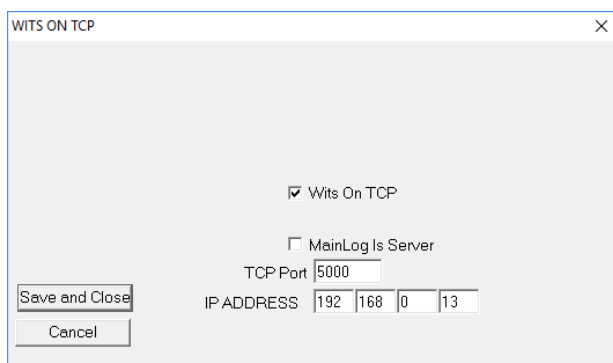 WITS ON TCP
Wits On TCP
MainLog Is Server
TCP Port 5000
Save and Close
IP ADDRESS 192 168 0 13
Cancel